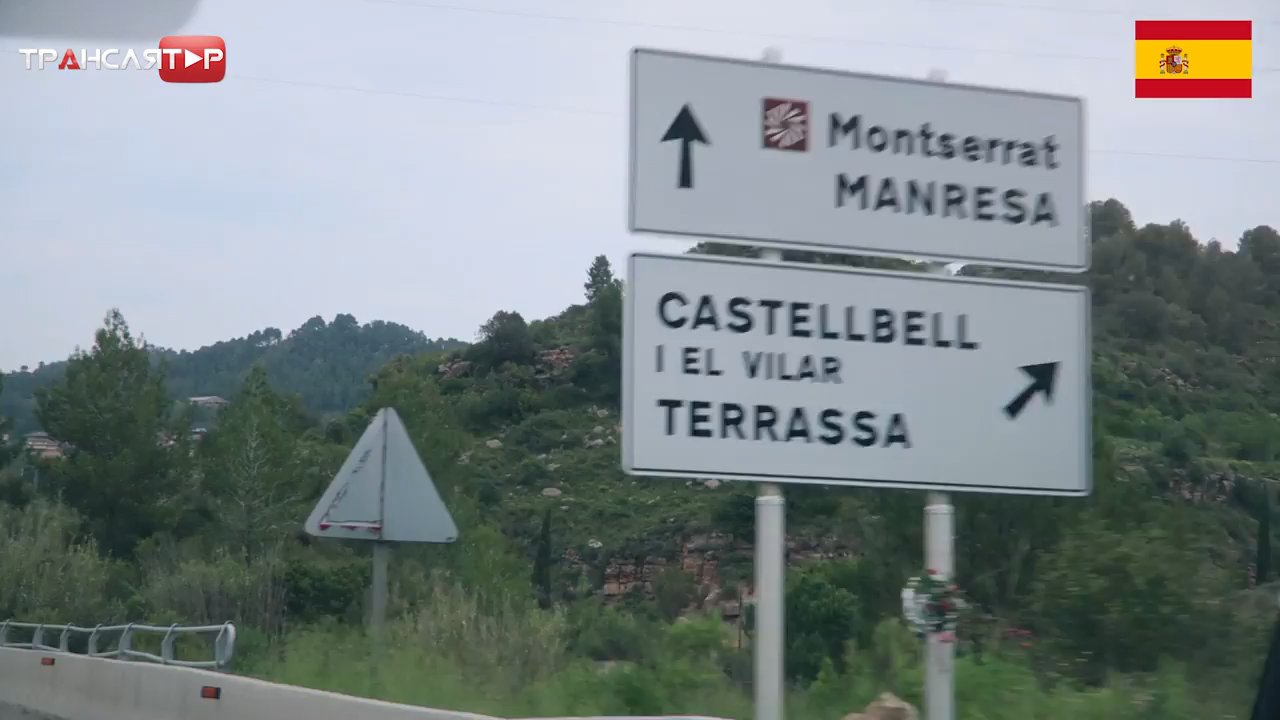 ТРАНСЛЯТОР
Montserrat
MANRESA
CASTELLBELL
I EL VILAR
TERRASSA